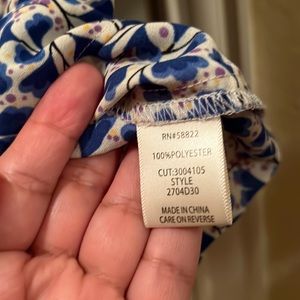 RN#58822
100%POLYESTER
CUT:3004105
STYLE
2704D30
MADE IN CHINA
CARE ON REVERSE